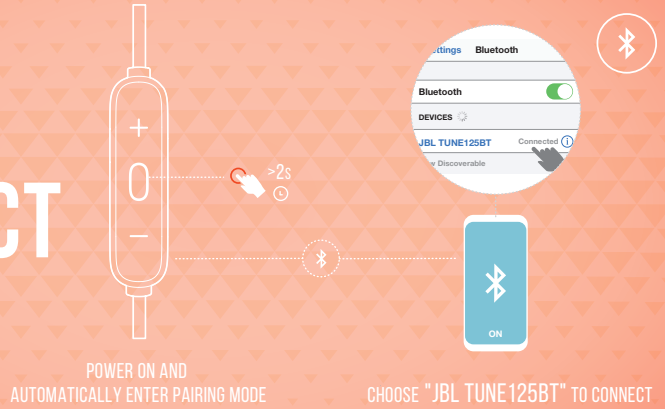 ttings Bluetooth
Bluetooth
DEVICES
JBL TUNE125BT Connected i
w Discoverable
+
>2S
–
CT
ON
POWER ON AND
AUTOMATICALLY ENTER PAIRING MODE
CHOOSE "JBL TUNE125BT" TO CONNECT